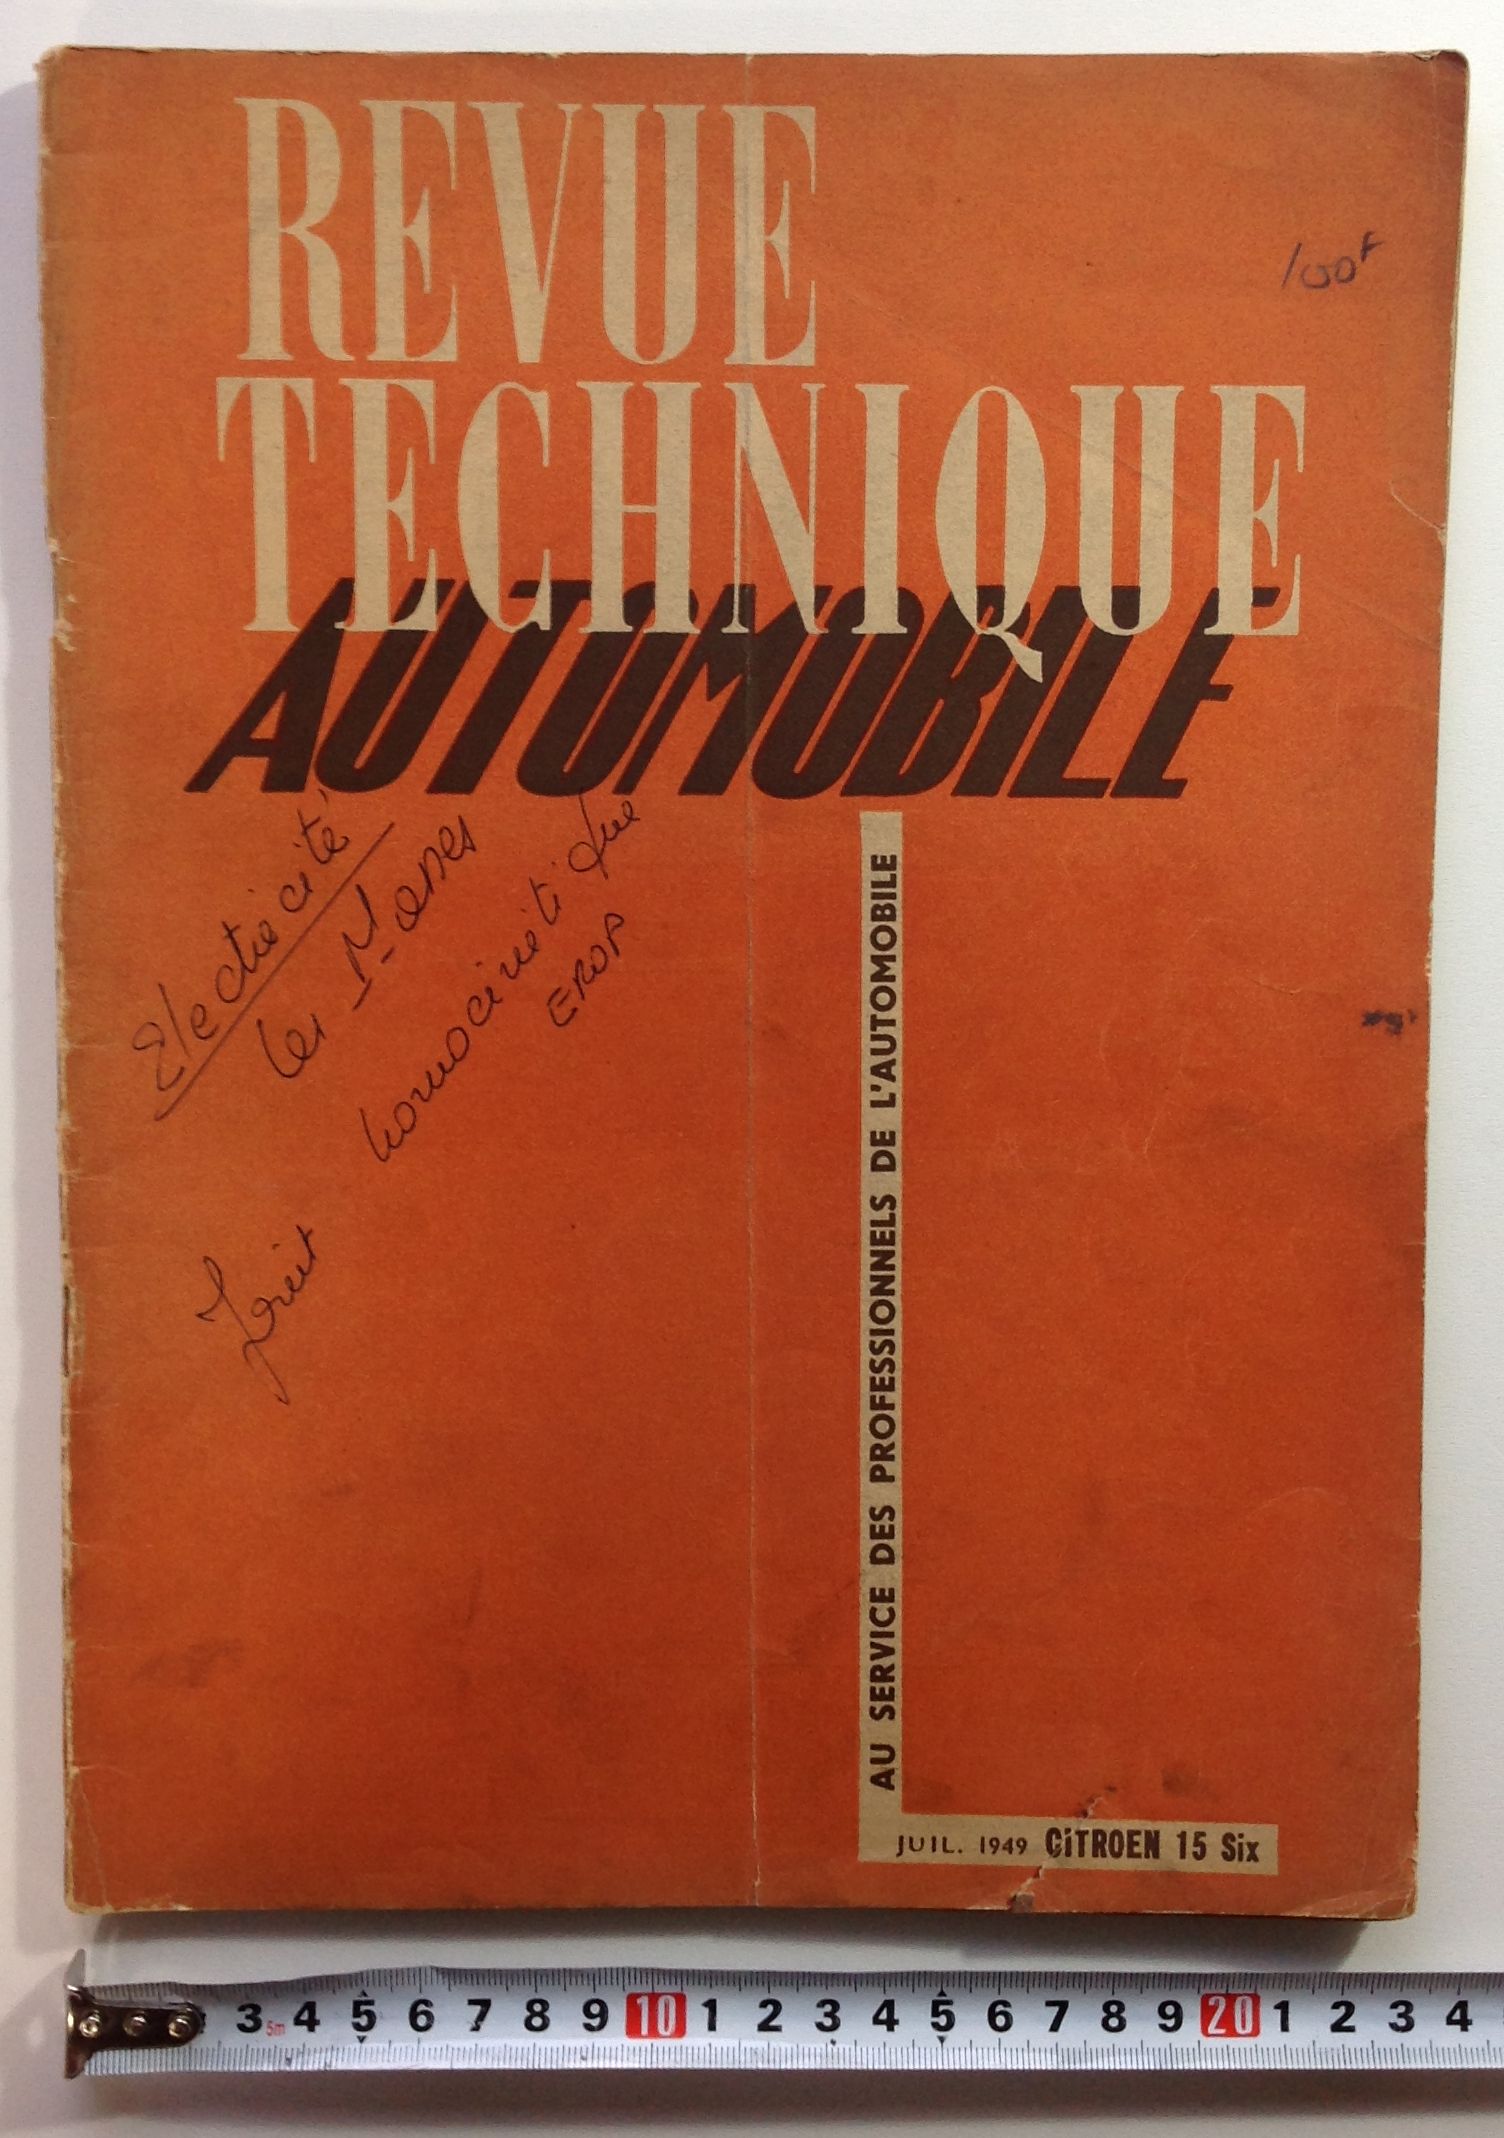 REVUE
100F
TECHNIQUE
AUTOMOBILE
Electricité
les
homocinétique
Joint
AU SERVICE DES PROFESSIONNELS DE L'AUTOMOBILE
JUIL. 1949 CiTROEN 15 Six
3 4 5 6 7 8 9 10 1 2 3 4 5 6 7 8 9 20 1 2 3 4
5m